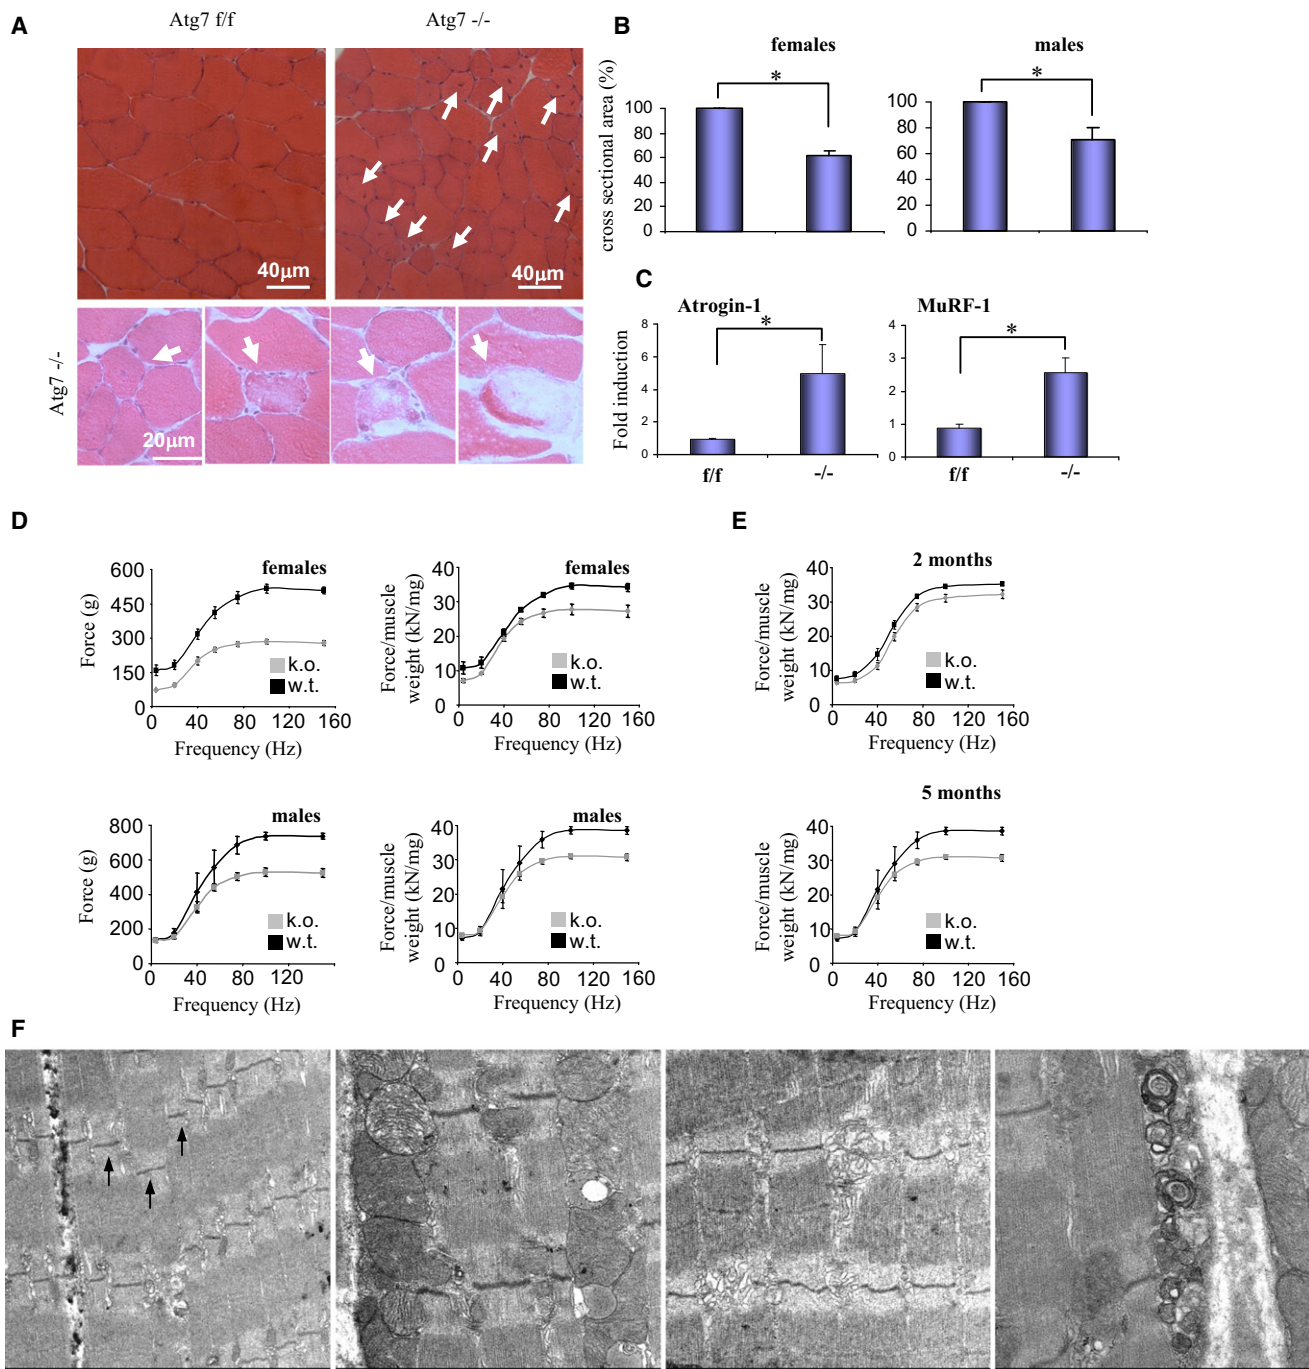 A
Atg7 f/f
Atg7 -/-
40μm
40μm
Atg7 -/-
20μm
B
females
males
cross sectional area (%)
100
80
60
40
20
0
*
100
80
60
40
20
0
*
C
Atrogin-1
MuRF-1
Fold induction
8
6
4
2
0
*
f/f
-/-
4
3
2
1
0
*
f/f
-/-
D
females
Force (g)
600
450
300
150
0
k.o.
w.t.
0 40 80 120 160
Frequency (Hz)
females
Force/muscle
weight (kN/mg)
40
30
20
10
0
k.o.
w.t.
0 40 80 120 160
Frequency (Hz)
males
Force (g)
800
600
400
200
0
k.o.
w.t.
0 40 80 120
Frequency (Hz)
males
Force/muscle
weight (kN/mg)
40
30
20
10
0
k.o.
w.t.
0 40 80 120 160
Frequency (Hz)
E
2 months
Force/muscle
weight (kN/mg)
40
30
20
10
0
k.o.
w.t.
0 40 80 120 160
Frequency (Hz)
5 months
Force/muscle
weight (kN/mg)
40
30
20
10
0
k.o.
w.t.
0 40 80 120 160
Frequency (Hz)
F